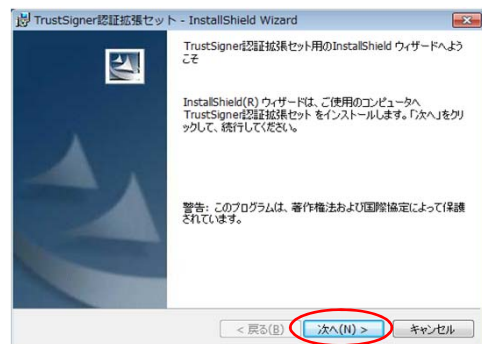 TrustSigner認証拡張セット - InstallShield Wizard
TrustSigner認証拡張セット用のInstallShield ウィザードへよう
こそ
InstallShield(R) ウィザードは、ご使用のコンピュータへ
TrustSigner認証拡張セット をインストールします。「次へ」をクリ
ックして、続行してください。
警告: このプログラムは、著作権法および国際協定によって保護
されています。
< 戻る(B)
次へ(N) >
キャンセル